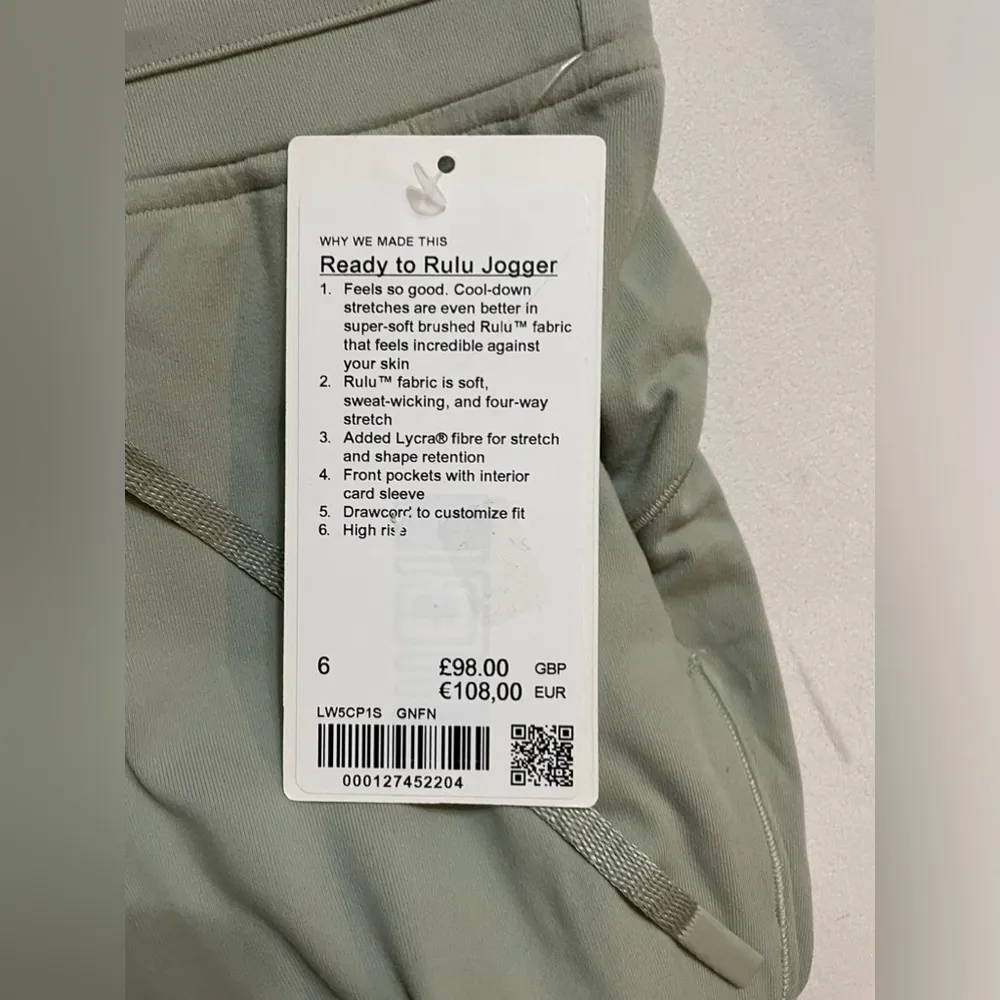 WHY WE MADE THIS
Ready to Rulu Jogger
1. Feels so good. Cool-down
stretches are even better in
super-soft brushed Rulu™ fabric
that feels incredible against
your skin
2. Rulu™ fabric is soft,
sweat-wicking, and four-way
stretch
3. Added Lycra® fibre for stretch
and shape retention
4. Front pockets with interior
card sleeve
5. Drawcord to customize fit
6. High rise
6 £98.00 GBP
€108,00 EUR
LW5CP1S GNFN
000127452204